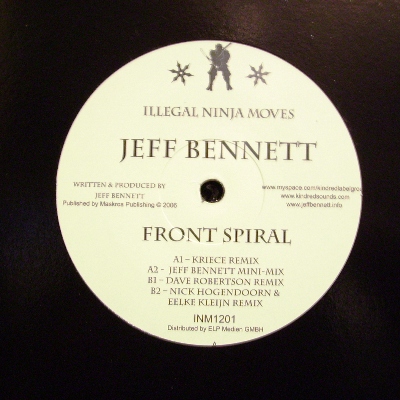 ILLEGAL NINJA MOVES
JEFF BENNETT
WRITTEN & PRODUCED BY
JEFF BENNETT
Published by Maskros Publishing © 2006
www.myspace.com/kindredlabelgrou
www.kindredsounds.com
www.jeffbennett.info
FRONT SPIRAL
A1 – KRIECE REMIX
A2 - JEFF BENNETT MINI-MIX
B1 – DAVE ROBERTSON REMIX
B2 – NICK HOGENDOORN &
EELKE KLEIJN REMIX
INM1201
Distributed by ELP Medien GMBH
A